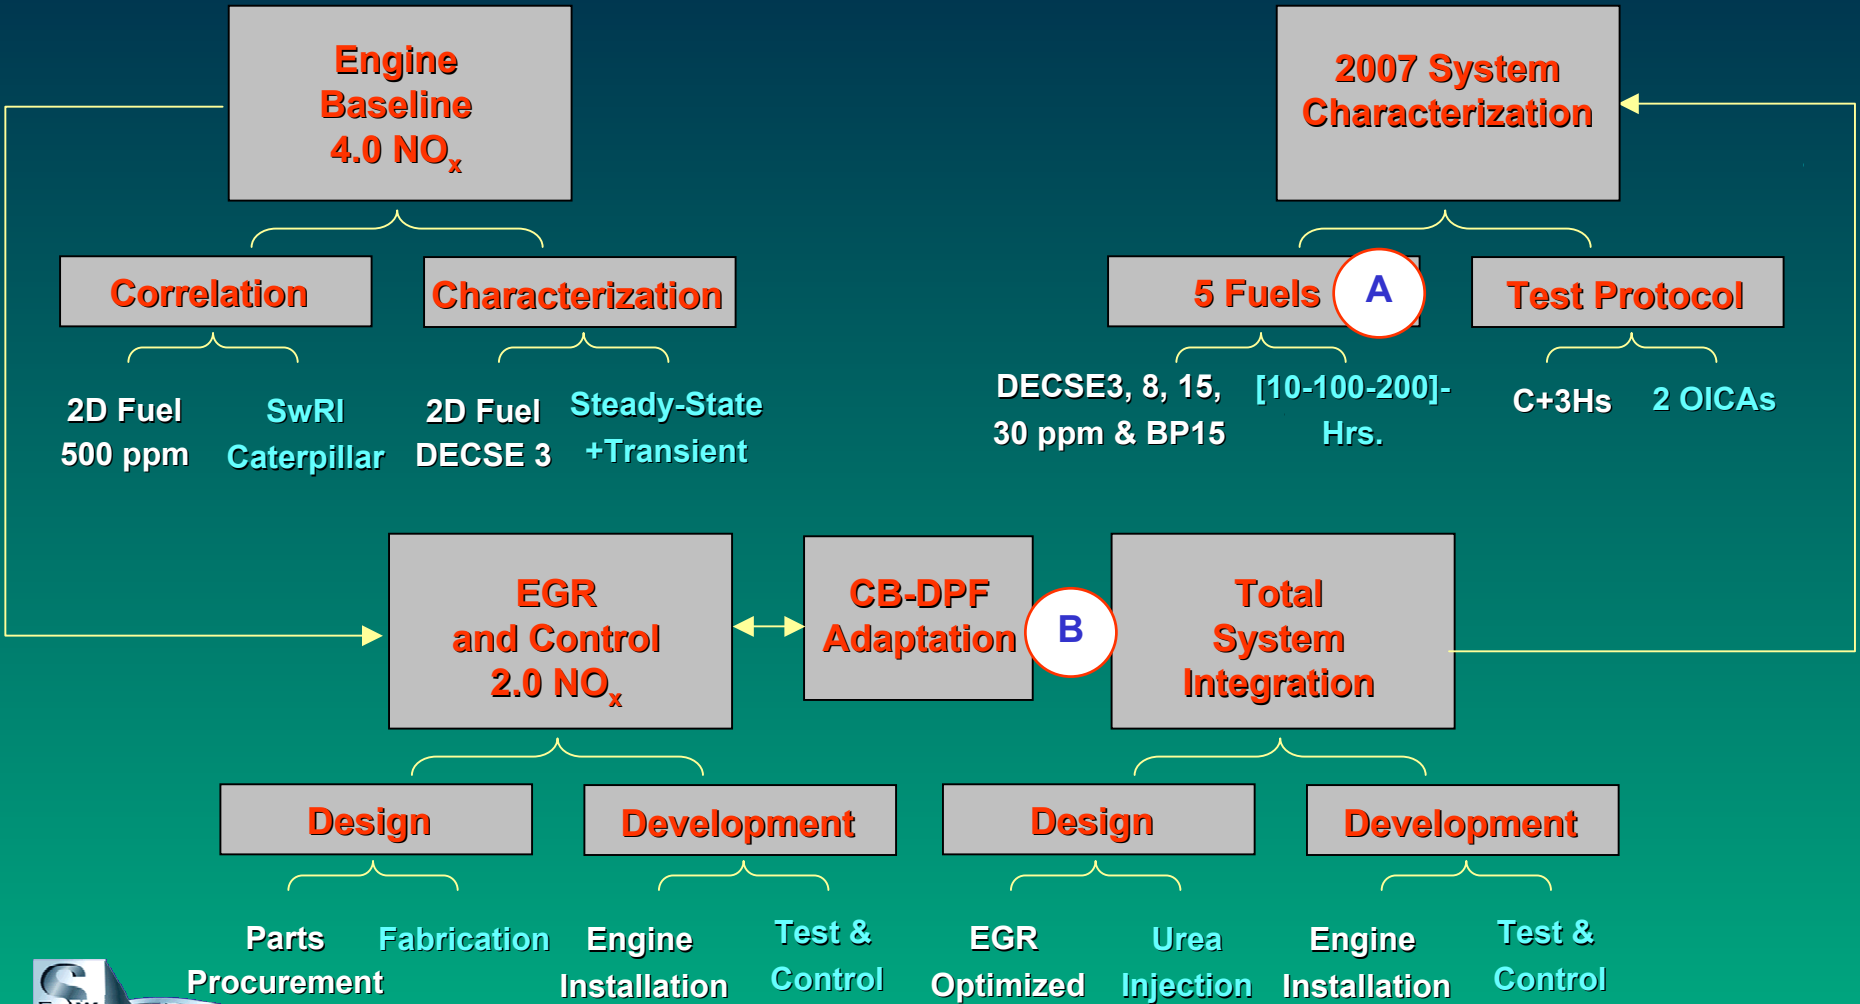 Engine
Baseline
4.0 NOx
2007 System
Characterization
Correlation
Characterization
5 Fuels
A
Test Protocol
2D Fuel
500 ppm
SwRI
Caterpillar
2D Fuel
DECSE 3
Steady-State
+Transient
DECSE3, 8, 15,
30 ppm & BP15
[10-100-200]-
Hrs.
C+3Hs
2 OICAs
EGR
and Control
2.0 NOx
CB-DPF
Adaptation
B
Total
System
Integration
Design
Development
Design
Development
Parts
Procurement
Fabrication
Engine
Installation
Test &
Control
EGR
Optimized
Urea
Injection
Engine
Installation
Test &
Control